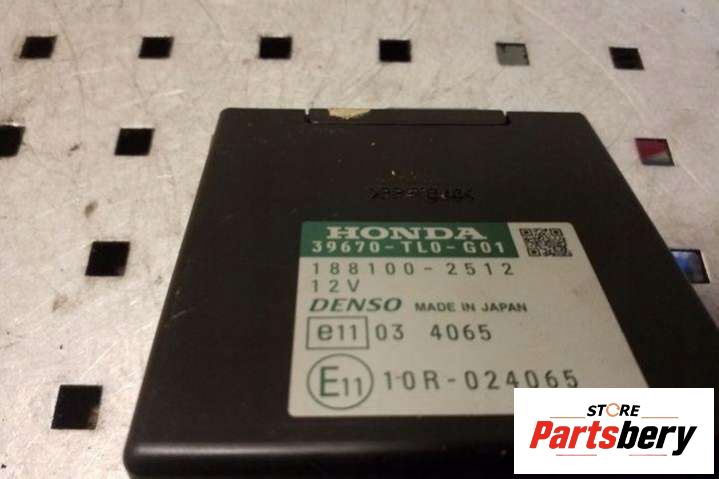 HONDA
39670-TL0-G01
188100-2512
12V
DENSO MADE IN JAPAN
e11 03 4065
E11 10R-024065
STORE
Partsbery